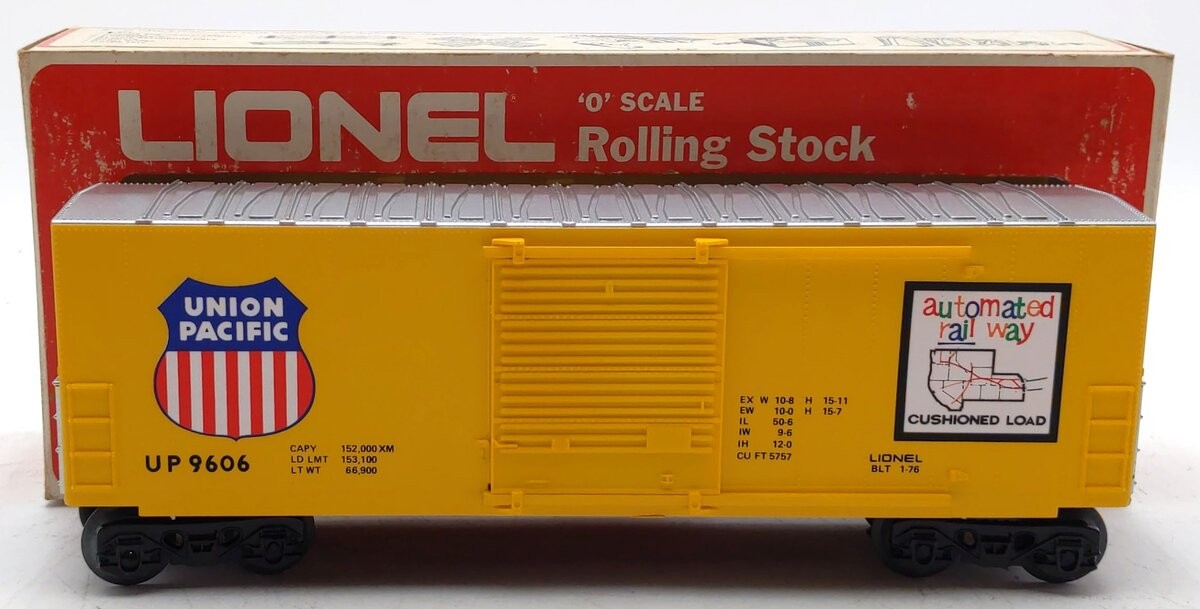 LIONEL
'O' SCALE
Rolling Stock
UNION
PACIFIC
UP 9606
CAPY 152,000 XM
LD LMT 153,100
LT WT 66,900
EX W 10-8 H 15-11
EW 10-0 H 15-7
IL 50-6
IW 9-6
IH 12-0
CU FT 5757
automated
rail way
CUSHIONED LOAD
LIONEL
BLT 1-76